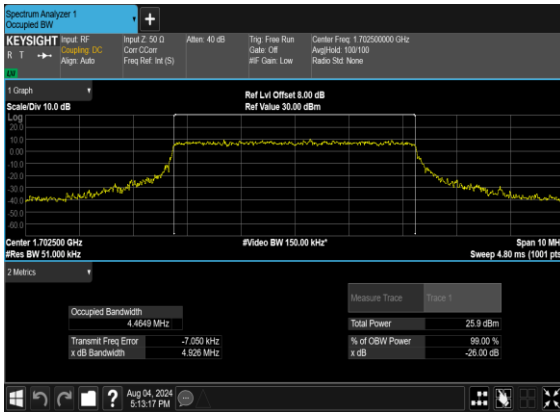 Spectrum Analyzer 1
Occupied BW
+
KEYSIGHT
R T
LW
Input: RF
Coupling: DC
Align: Auto
Input Z: 50 Ω
Corr CCorr
Freq Ref: Int (S)
Atten: 40 dB
Trig: Free Run
Gate: Off
#IF Gain: Low
Center Freq: 1.702500000 GHz
Avg|Hold: 100/100
Radio Std: None
1 Graph
Scale/Div 10.0 dB
Ref Lvl Offset 8.00 dB
Ref Value 30.00 dBm
Log
20.0
10.0
0.00
-10.0
-20.0
-30.0
-40.0
-50.0
-60.0
Center 1.702500 GHz
#Res BW 51.000 kHz
#Video BW 150.00 kHz*
Span 10 MH
Sweep 4.80 ms (1001 pts
2 Metrics
Measure Trace
Trace 1
Occupied Bandwidth
4.4649 MHz
Total Power
25.9 dBm
Transmit Freq Error
-7.050 kHz
% of OBW Power
99.00 %
x dB Bandwidth
4.926 MHz
x dB
-26.00 dB
?
Aug 04, 2024
5:13:17 PM